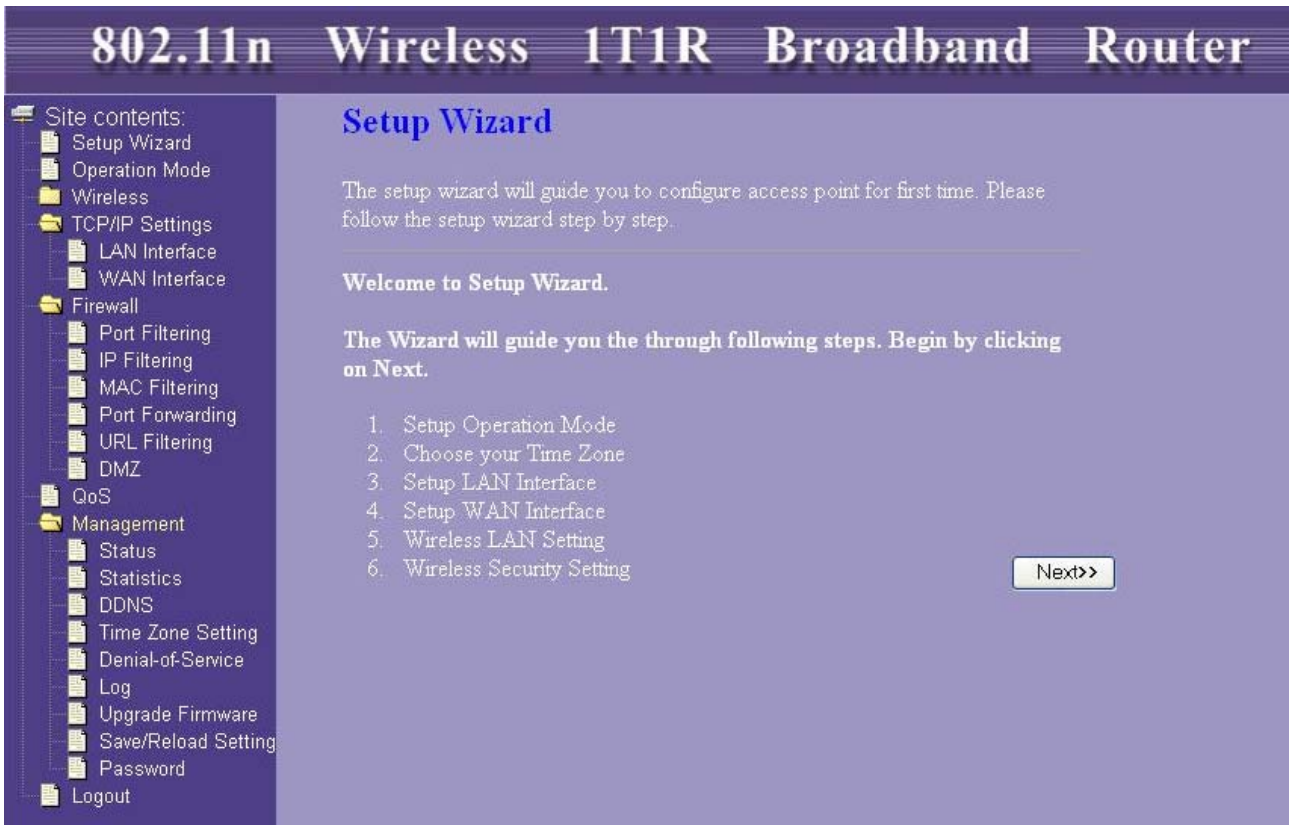 802.11n Wireless 1T1R Broadband Router
Site contents:
Setup Wizard
Operation Mode
Wireless
TCP/IP Settings
LAN Interface
WAN Interface
Firewall
Port Filtering
IP Filtering
MAC Filtering
Port Forwarding
URL Filtering
DMZ
QoS
Management
Status
Statistics
DDNS
Time Zone Setting
Denial-of-Service
Log
Upgrade Firmware
Save/Reload Setting
Password
Logout
Setup Wizard
The setup wizard will guide you to configure access point for first time. Please
follow the setup wizard step by step.
Welcome to Setup Wizard.
The Wizard will guide you the through following steps. Begin by clicking
on Next.
1. Setup Operation Mode
2. Choose your Time Zone
3. Setup LAN Interface
4. Setup WAN Interface
5. Wireless LAN Setting
6. Wireless Security Setting
Next>>